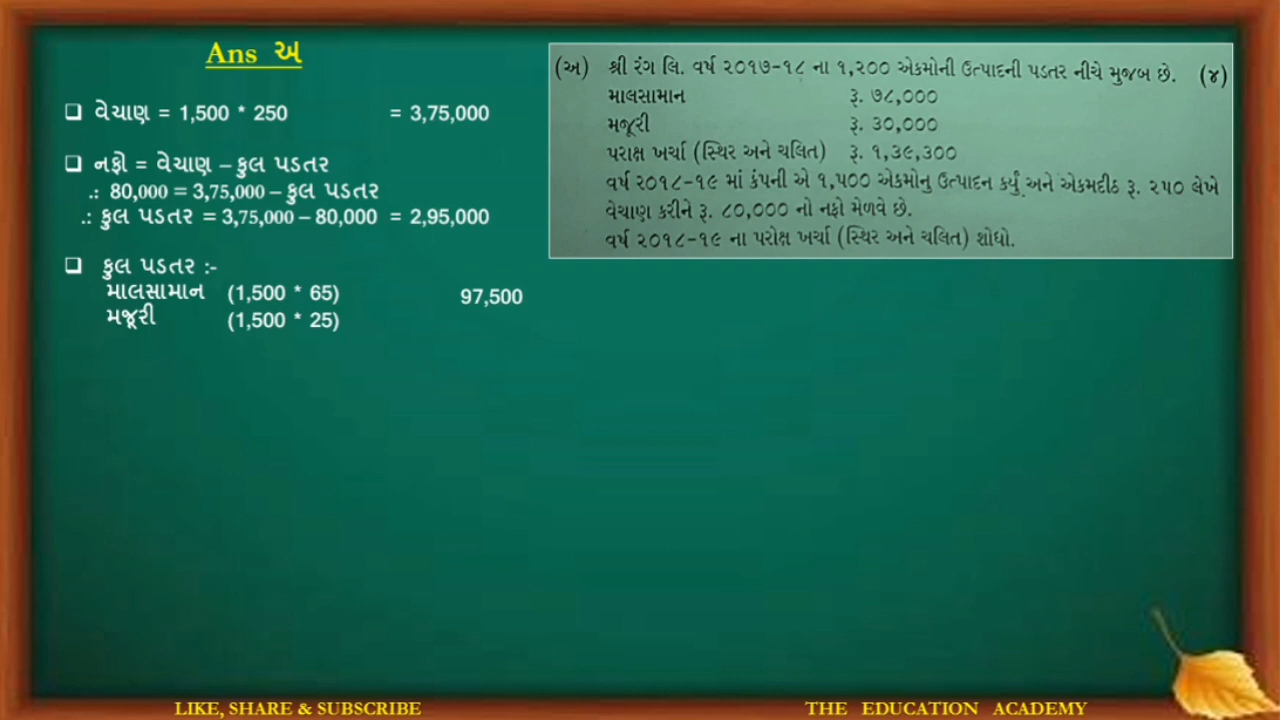 Ans અ
❑ વેચાણ = 1,500 * 250 = 3,75,000
❑ નફો = વેચાણ – કુલ પડતર
.: 80,000 = 3,75,000 – કુલ પડતર
.: કુલ પડતર = 3,75,000 – 80,000 = 2,95,000
❑ કુલ પડતર :-
માલસામાન (1,500 * 65) 97,500
મજૂરી (1,500 * 25)
(અ) શ્રી રંગ લિ. વર્ષ ૨૦૧૭-૧૮ ના ૧,૨૦૦ એકમોની ઉત્પાદની પડતર નીચે મુજબ છે. (૪)
માલસામાન રૂ. ૭૮,૦૦૦
મજૂરી રૂ. ૩૦,૦૦૦
પરાક્ષ ખર્ચા (સ્થિર અને ચલિત) રૂ. ૧,૩૯,૩૦૦
વર્ષ ૨૦૧૮-૧૯ માં કંપની એ ૧,૫૦૦ એકમોનુ ઉત્પાદન કર્યું અને એકમદીઠ રૂ. ૨૫૦ લેખે
વેચાણ કરીને રૂ. ૮૦,૦૦૦ નો નફો મેળવે છે.
વર્ષ ૨૦૧૮-૧૯ ના પરોક્ષ ખર્ચા (સ્થિર અને ચલિત) શોધો.
LIKE, SHARE & SUBSCRIBE
THE EDUCATION ACADEMY